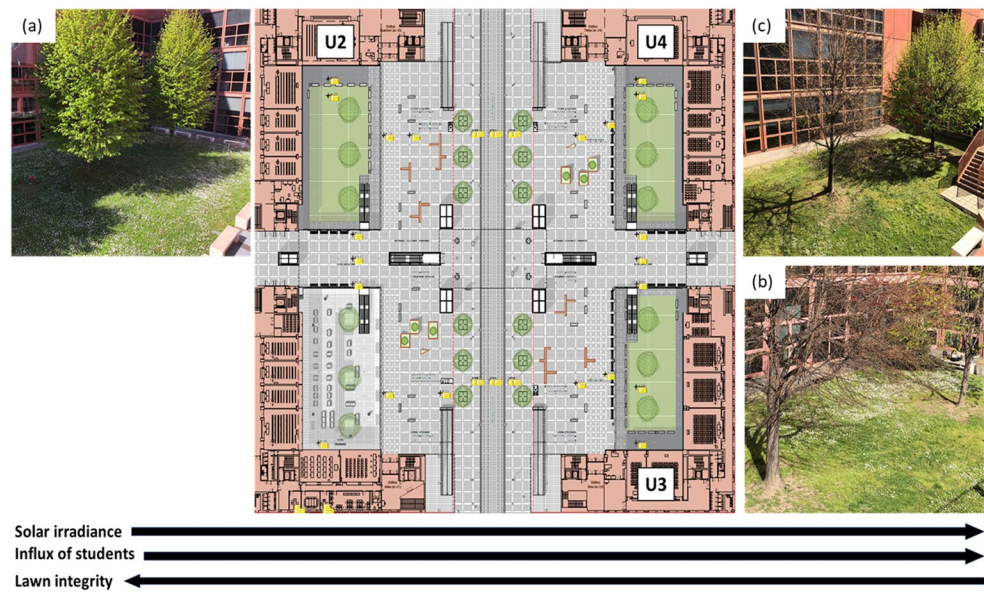 (a)
U2
U4
(c)
(b)
U3
Solar irradiance
Influx of students
Lawn integrity